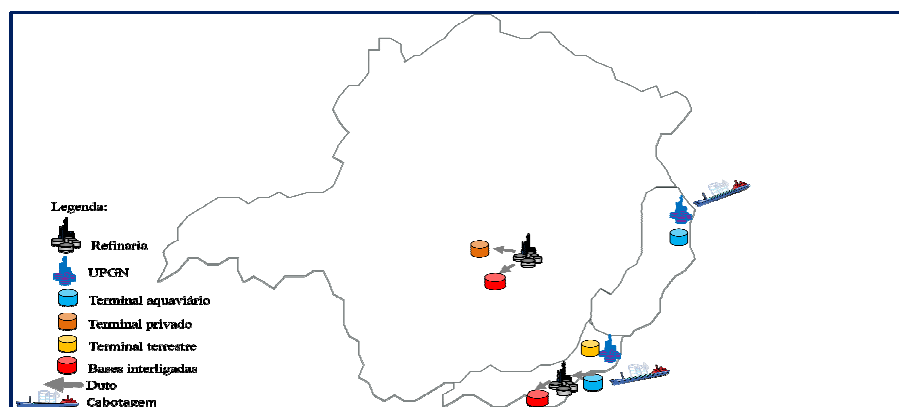 Legenda:
Refinaria
UPGN
Terminal aquaviário
Terminal privado
Terminal terrestre
Bases interligadas
Duto
Cabotagem